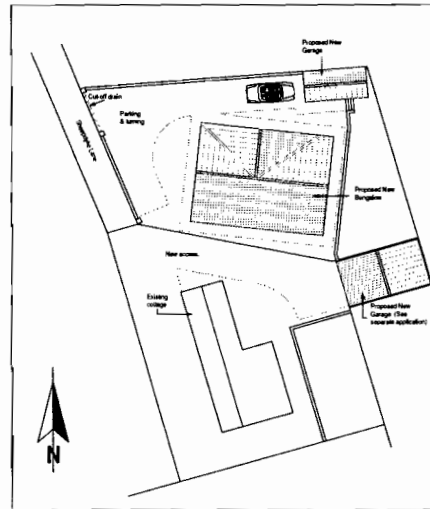 Proposed New
Garage
Cut-off drain
Parking
& turning
Lane
Proposed New
Bungalow
New access.
Existing
cottage
Proposed New
Garage (See
separate application)
N